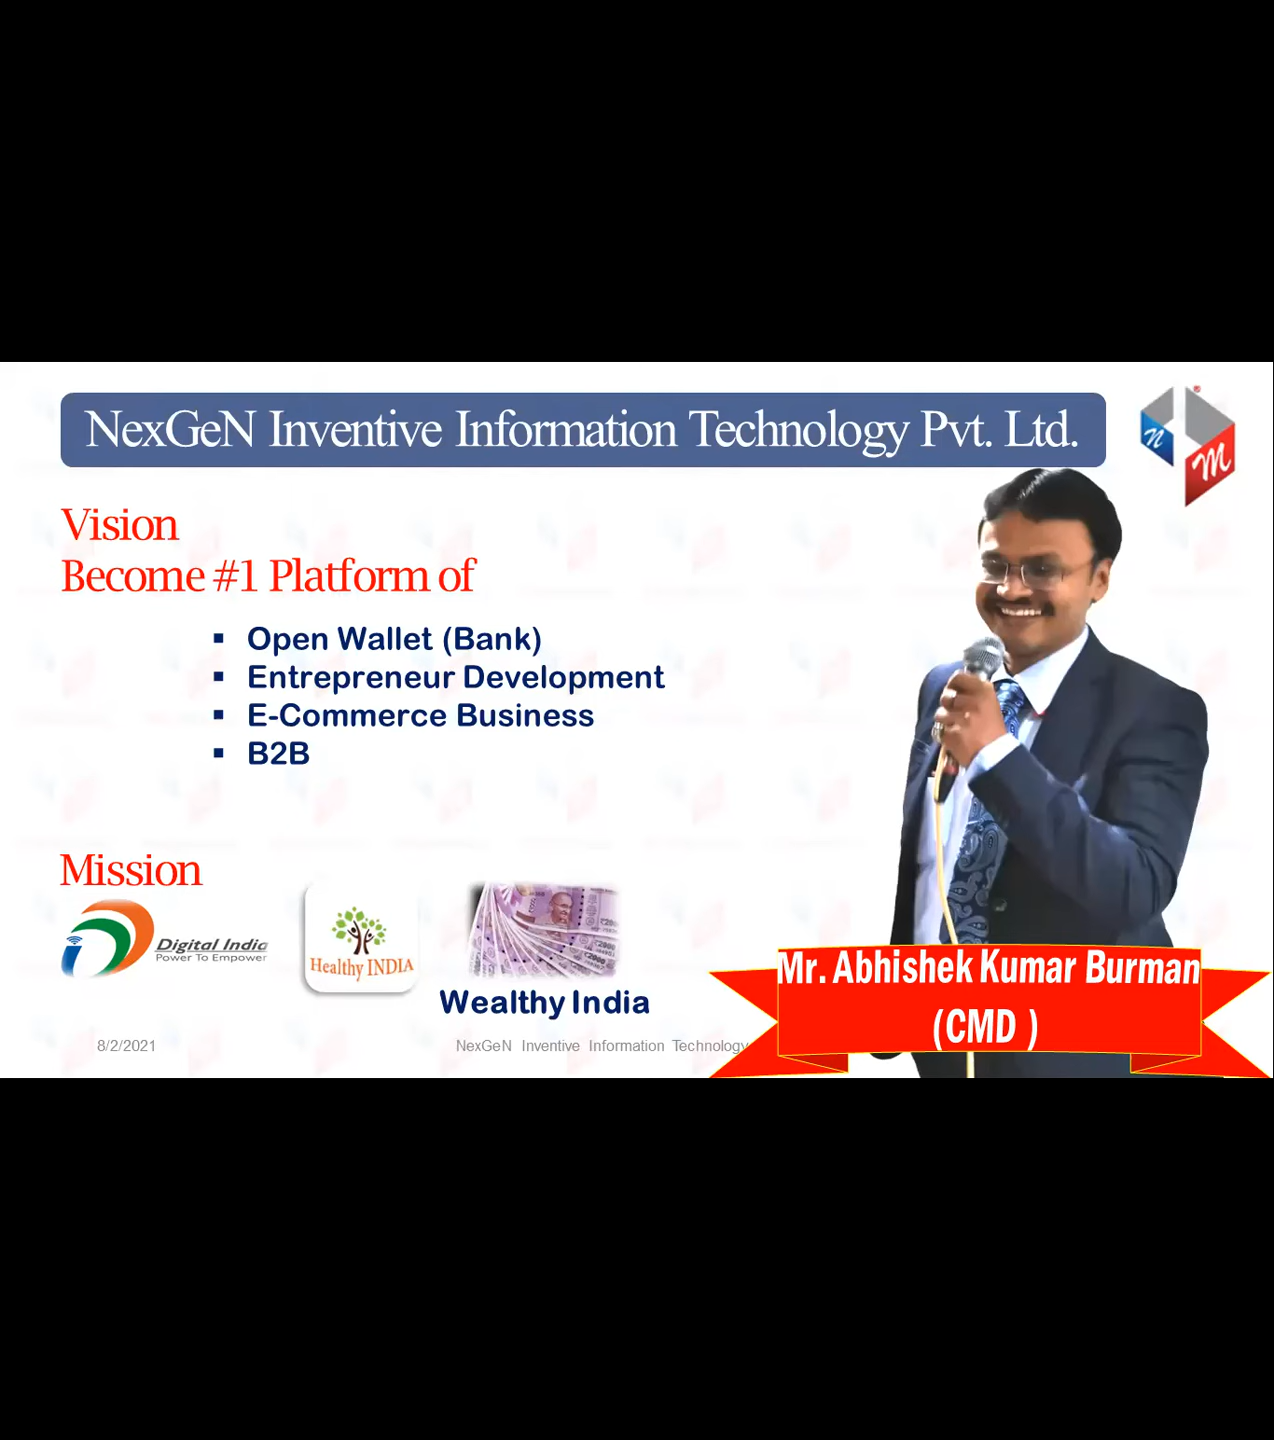 NexGeN Inventive Information Technology Pvt. Ltd.
n
m
®
Vision
Become #1 Platform of
▪ Open Wallet (Bank)
▪ Entrepreneur Development
▪ E-Commerce Business
▪ B2B
Mission
Digital India
Power To Empower
Healthy INDIA
₹2000
Wealthy India
Mr. Abhishek Kumar Burman
(CMD )
8/2/2021
NexGeN Inventive Information Technology